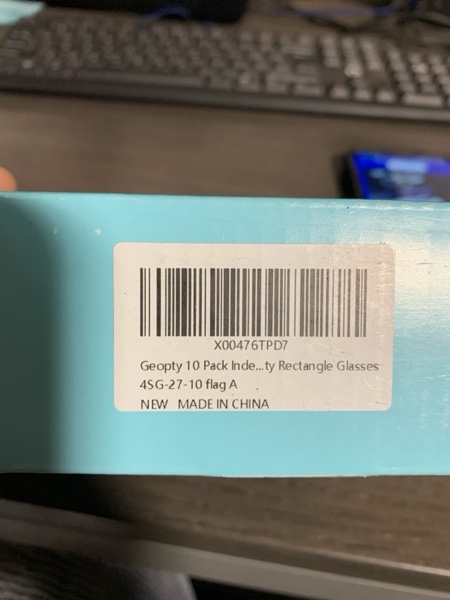 X00476TPD7
Geopty 10 Pack Inde...ty Rectangle Glasses
4SG-27-10 flag A
NEW MADE IN CHINA